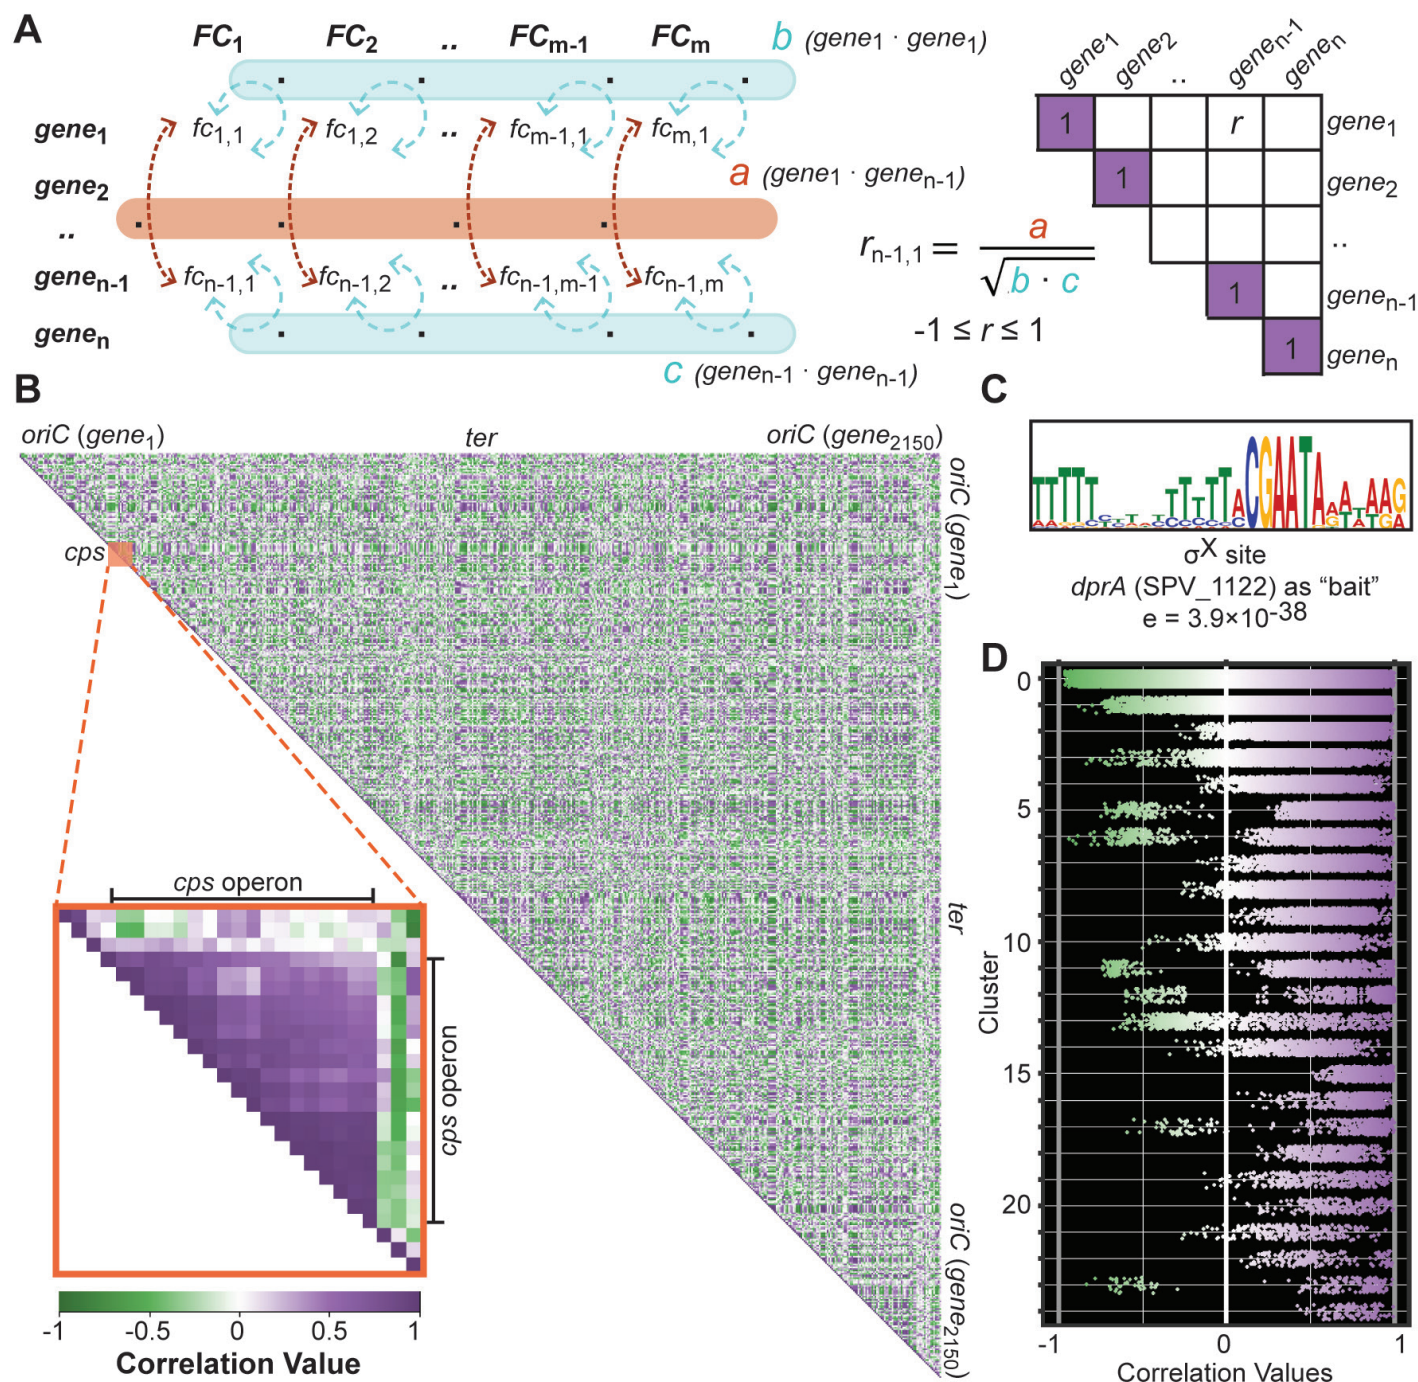 A
FC1 FC2 .. FCm-1 FCm
b (gene1 · gene1)
gene1 fc1,1 fc1,2 .. fcm-1,1 fcm,1
gene2
a (gene1 · genen-1)
..
genen-1 fcn-1,1 fcn-1,2 .. fcn-1,m-1 fcn-1,m
genen
c (genen-1 · genen-1)
rn-1,1 = a / √b · c
-1 ≤ r ≤ 1
gene1 gene2 .. genen-1 genen
1 r gene1
1 gene2
..
1 genen-1
1 genen
B
oriC (gene1) ter oriC (gene2150)
oriC (gene1)
ter
oriC (gene2150)
cps
cps operon
cps operon
-1 -0.5 0 0.5 1
Correlation Value
C
TTTTT TTTTTACGAATAAAAAG
σX site
dprA (SPV_1122) as “bait”
e = 3.9×10-38
D
0
5
10
15
20
Cluster
-1 0 1
Correlation Values